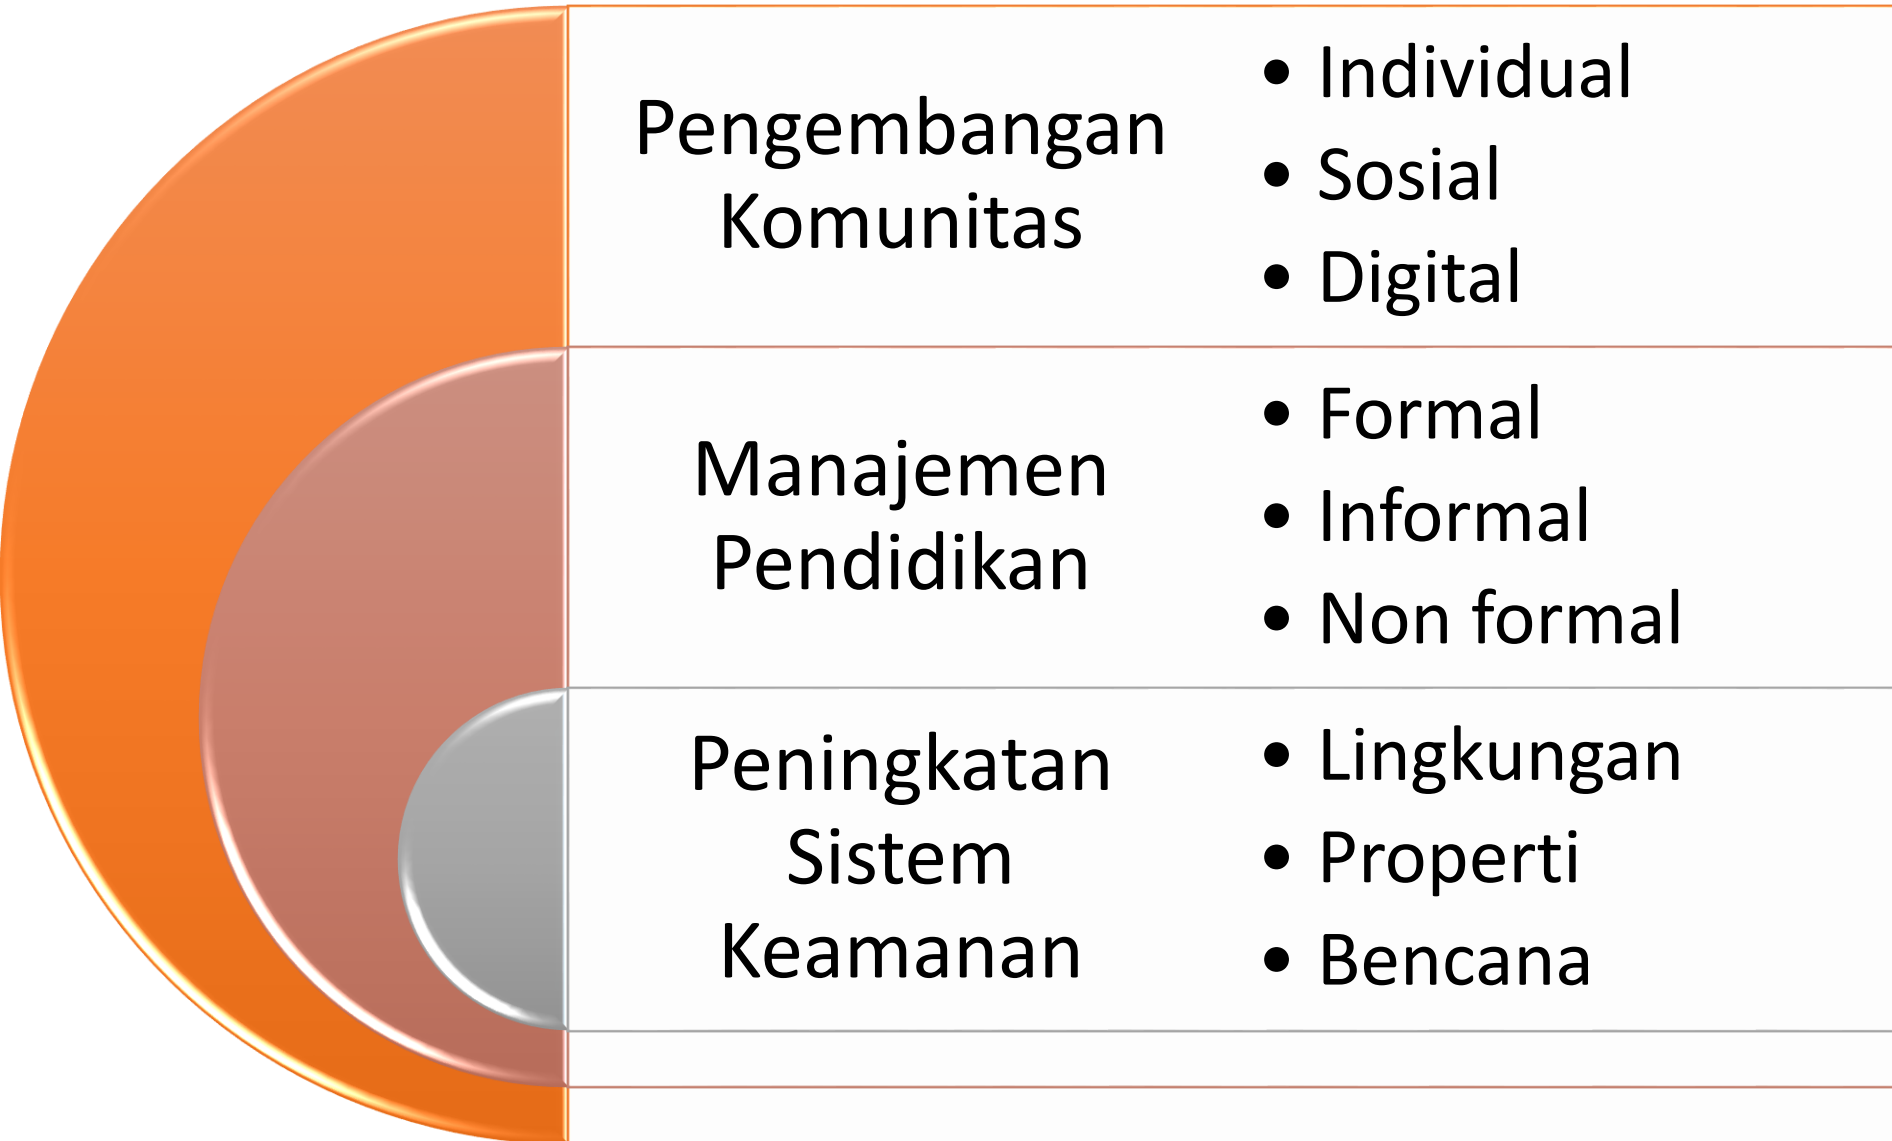 Pengembangan
Komunitas
• Individual
• Sosial
• Digital
Manajemen
Pendidikan
• Formal
• Informal
• Non formal
Peningkatan
Sistem
Keamanan
• Lingkungan
• Properti
• Bencana